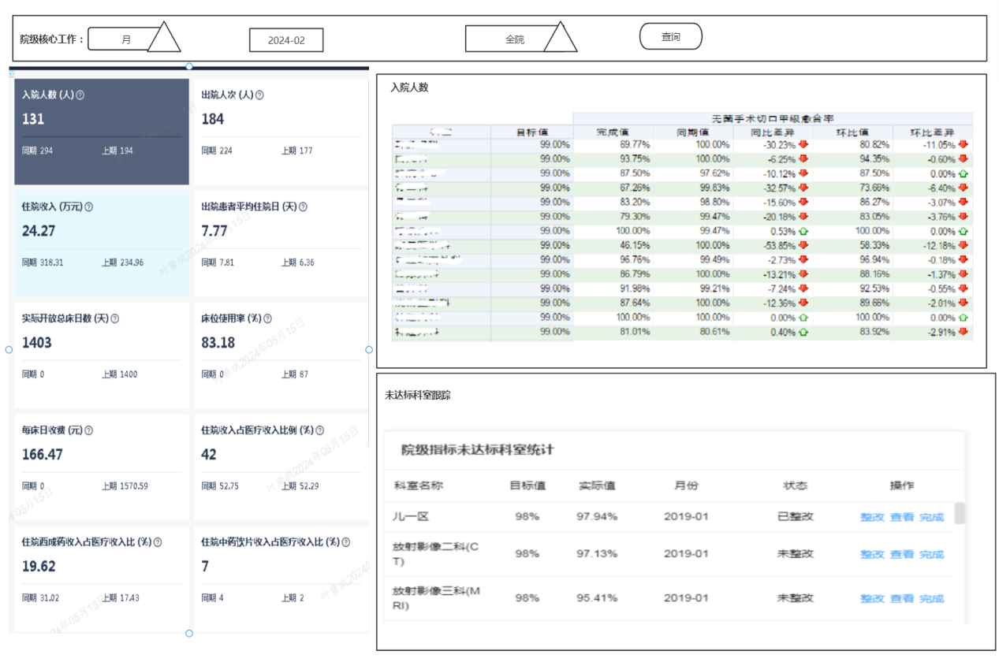 院级核心工作：
月
2024-02
全院
查询
入院人数 (人)
131
同期 294 上期 194
出院人次 (人)
184
同期 224 上期 177
住院收入 (万元)
24.27
同期 318.31 上期 234.96
出院患者平均住院日 (天)
7.77
同期 7.81 上期 6.36
实际开放总床日数 (天)
1403
同期 0 上期 1400
床位使用率 (%)
83.18
同期 0 上期 87
每床日收费 (元)
166.47
同期 0 上期 1570.59
住院收入占医疗收入比例 (%)
42
同期 52.75 上期 52.29
住院西成药收入占医疗收入比 (%)
19.62
同期 31.02 上期 17.43
住院中药饮片收入占医疗收入比 (%)
7
同期 4 上期 2
入院人数
无菌手术切口甲级愈合率
目标值 完成值 同期值 同比差异 环比值 环比差异
99.00% 69.77% 100.00% -30.23% 80.82% -11.05%
99.00% 93.75% 100.00% -6.25% 94.35% -0.60%
99.00% 87.50% 97.62% -10.12% 87.50% 0.00%
99.00% 67.26% 99.83% -32.57% 73.66% -6.40%
99.00% 83.20% 98.80% -15.60% 86.27% -3.07%
99.00% 79.30% 99.47% -20.18% 83.05% -3.76%
99.00% 100.00% 99.47% 0.53% 100.00% 0.00%
99.00% 46.15% 100.00% -53.85% 58.33% -12.18%
99.00% 96.76% 99.49% -2.73% 96.94% -0.18%
99.00% 86.79% 100.00% -13.21% 88.16% -1.37%
99.00% 91.98% 99.21% -7.24% 92.53% -0.55%
99.00% 87.64% 100.00% -12.36% 89.66% -2.01%
99.00% 100.00% 100.00% 0.00% 100.00% 0.00%
99.00% 81.01% 80.61% 0.40% 83.92% -2.91%
未达标科室跟踪
院级指标未达标科室统计
科室名称 目标值 实际值 月份 状态 操作
儿一区 98% 97.94% 2019-01 已整改 整改 查看 完成
放射影像二科(C
T) 98% 97.13% 2019-01 未整改 整改 查看 完成
放射影像三科(M
RI) 98% 95.41% 2019-01 未整改 整改 查看 完成